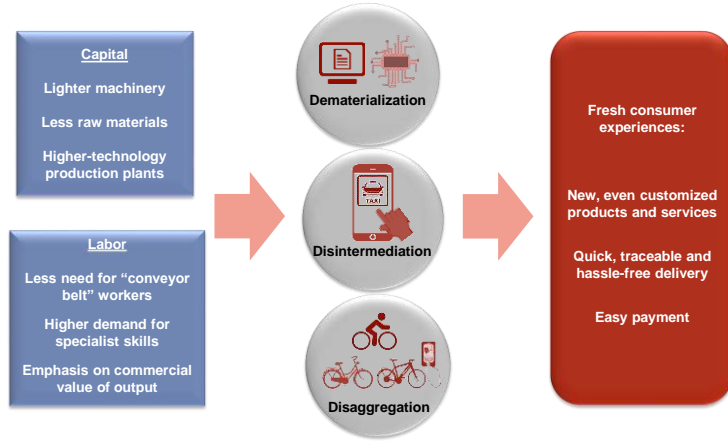 Capital
Lighter machinery
Less raw materials
Higher-technology
production plants
Labor
Less need for “conveyor
belt” workers
Higher demand for
specialist skills
Emphasis on commercial
value of output
Dematerialization
TAXI
Disintermediation
Disaggregation
Fresh consumer
experiences:
New, even customized
products and services
Quick, traceable and
hassle-free delivery
Easy payment